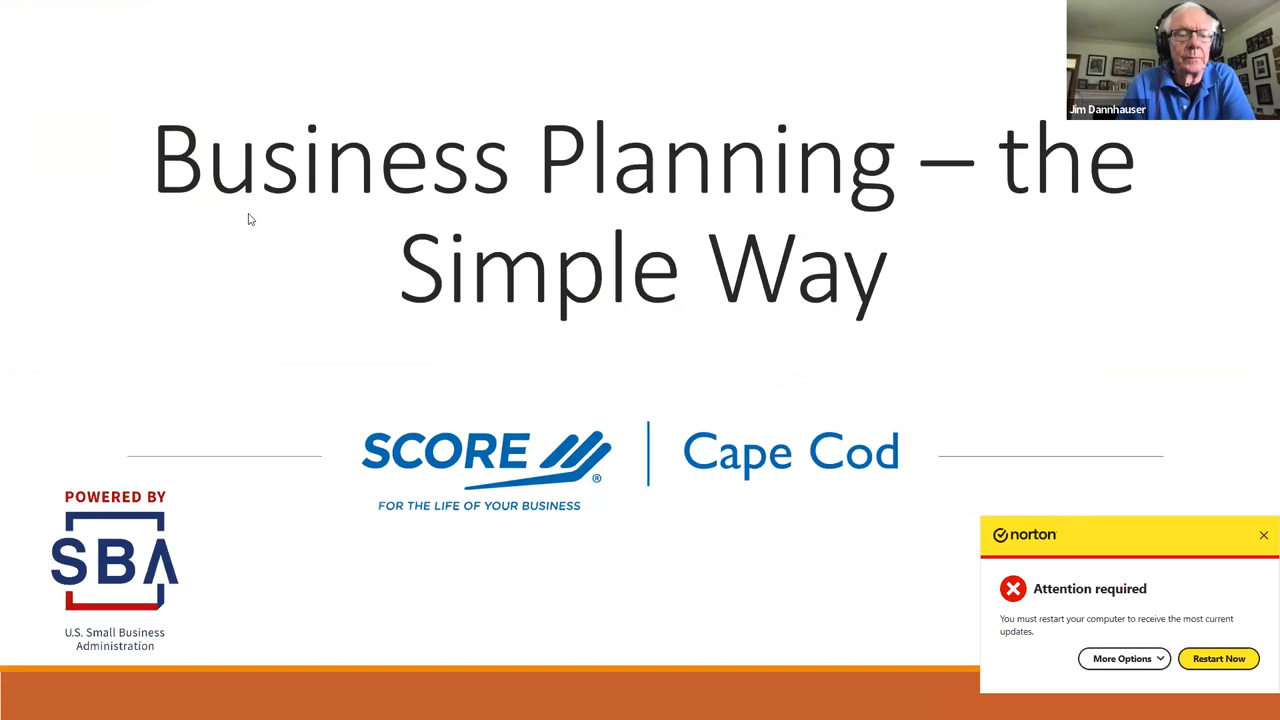 Jim Dannhauser
Business Planning – the
Simple Way
SCORE
®
FOR THE LIFE OF YOUR BUSINESS
Cape Cod
POWERED BY
SBA
U.S. Small Business
Administration
norton
Attention required
You must restart your computer to receive the most current
updates.
More Options
Restart Now